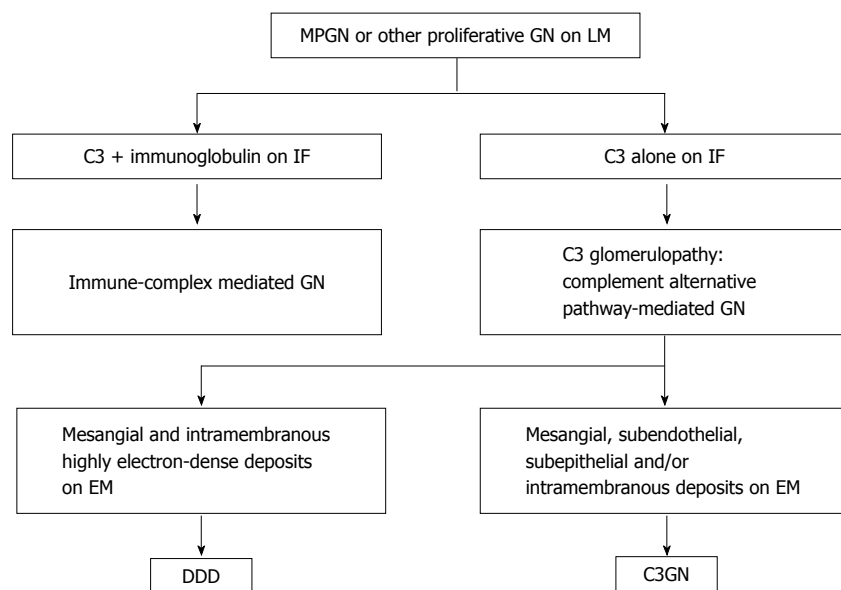 MPGN or other proliferative GN on LM
C3 + immunoglobulin on IF
C3 alone on IF
Immune-complex mediated GN
C3 glomerulopathy:
complement alternative
pathway-mediated GN
Mesangial and intramembranous
highly electron-dense deposits
on EM
Mesangial, subendothelial,
subepithelial and/or
intramembranous deposits on EM
DDD
C3GN